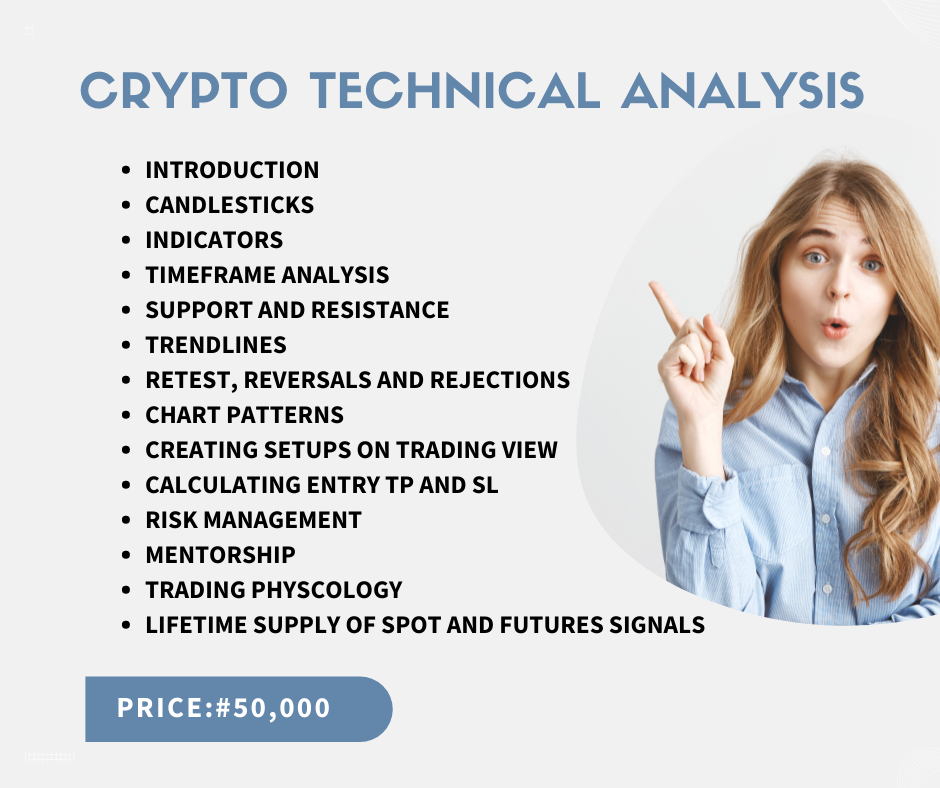 CRYPTO TECHNICAL ANALYSIS
• INTRODUCTION
• CANDLESTICKS
• INDICATORS
• TIMEFRAME ANALYSIS
• SUPPORT AND RESISTANCE
• TRENDLINES
• RETEST, REVERSALS AND REJECTIONS
• CHART PATTERNS
• CREATING SETUPS ON TRADING VIEW
• CALCULATING ENTRY TP AND SL
• RISK MANAGEMENT
• MENTORSHIP
• TRADING PHYSCOLOGY
• LIFETIME SUPPLY OF SPOT AND FUTURES SIGNALS
PRICE:#50,000